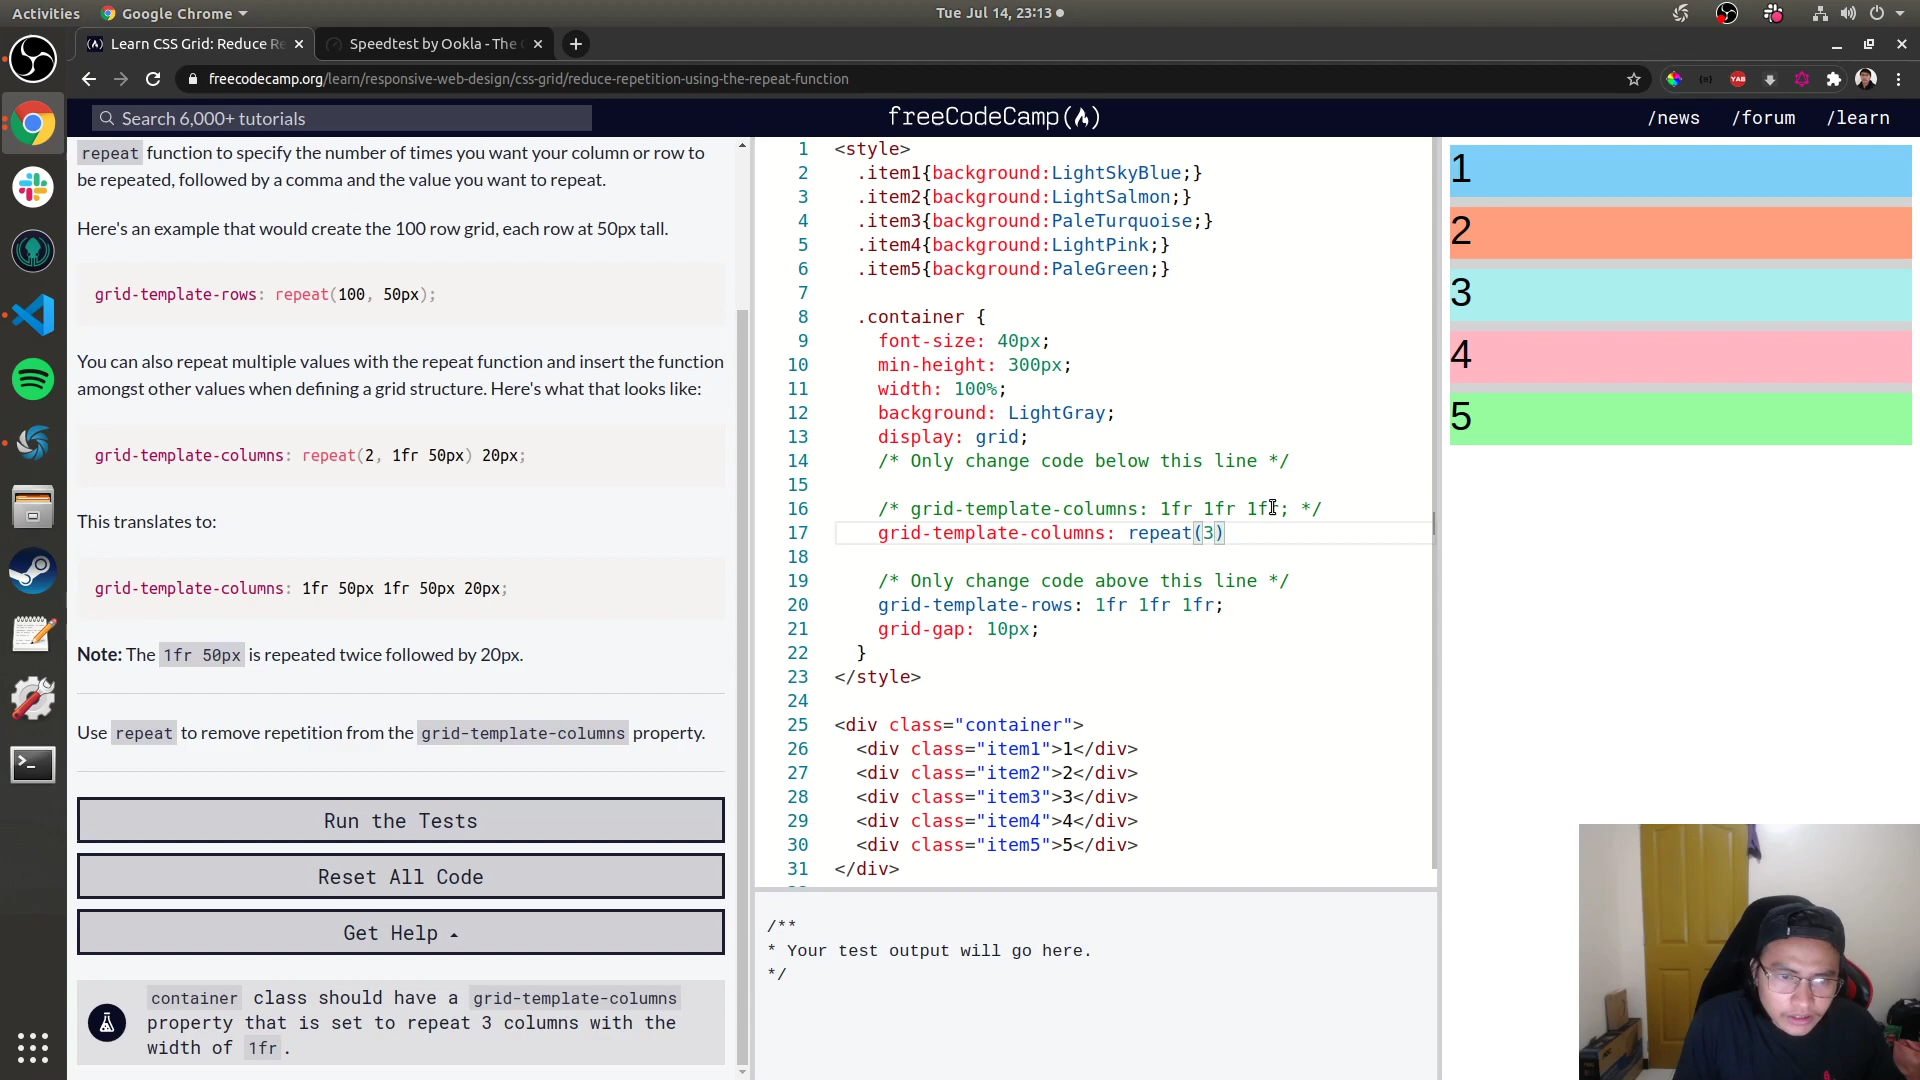 Activities
Google Chrome
Tue Jul 14, 23:13
Learn CSS Grid: Reduce Re
Speedtest by Ookla - The
freecodecamp.org/learn/responsive-web-design/css-grid/reduce-repetition-using-the-repeat-function
YAB
Search 6,000+ tutorials
freeCodeCamp
/news
/forum
/learn
repeat function to specify the number of times you want your column or row to
be repeated, followed by a comma and the value you want to repeat.
Here's an example that would create the 100 row grid, each row at 50px tall.
grid-template-rows: repeat(100, 50px);
You can also repeat multiple values with the repeat function and insert the function
amongst other values when defining a grid structure. Here's what that looks like:
grid-template-columns: repeat(2, 1fr 50px) 20px;
This translates to:
grid-template-columns: 1fr 50px 1fr 50px 20px;
Note: The 1fr 50px is repeated twice followed by 20px.
Use repeat to remove repetition from the grid-template-columns property.
Run the Tests
Reset All Code
Get Help
container class should have a grid-template-columns
property that is set to repeat 3 columns with the
width of 1fr.
1 <style>
2 .item1{background:LightSkyBlue;}
3 .item2{background:LightSalmon;}
4 .item3{background:PaleTurquoise;}
5 .item4{background:LightPink;}
6 .item5{background:PaleGreen;}
7
8 .container {
9 font-size: 40px;
10 min-height: 300px;
11 width: 100%;
12 background: LightGray;
13 display: grid;
14 /* Only change code below this line */
15
16 /* grid-template-columns: 1fr 1fr 1fr; */
17 grid-template-columns: repeat(3)
18
19 /* Only change code above this line */
20 grid-template-rows: 1fr 1fr 1fr;
21 grid-gap: 10px;
22 }
23 </style>
24
25 <div class="container">
26 <div class="item1">1</div>
27 <div class="item2">2</div>
28 <div class="item3">3</div>
29 <div class="item4">4</div>
30 <div class="item5">5</div>
31 </div>
/**
* Your test output will go here.
*/
1
2
3
4
5